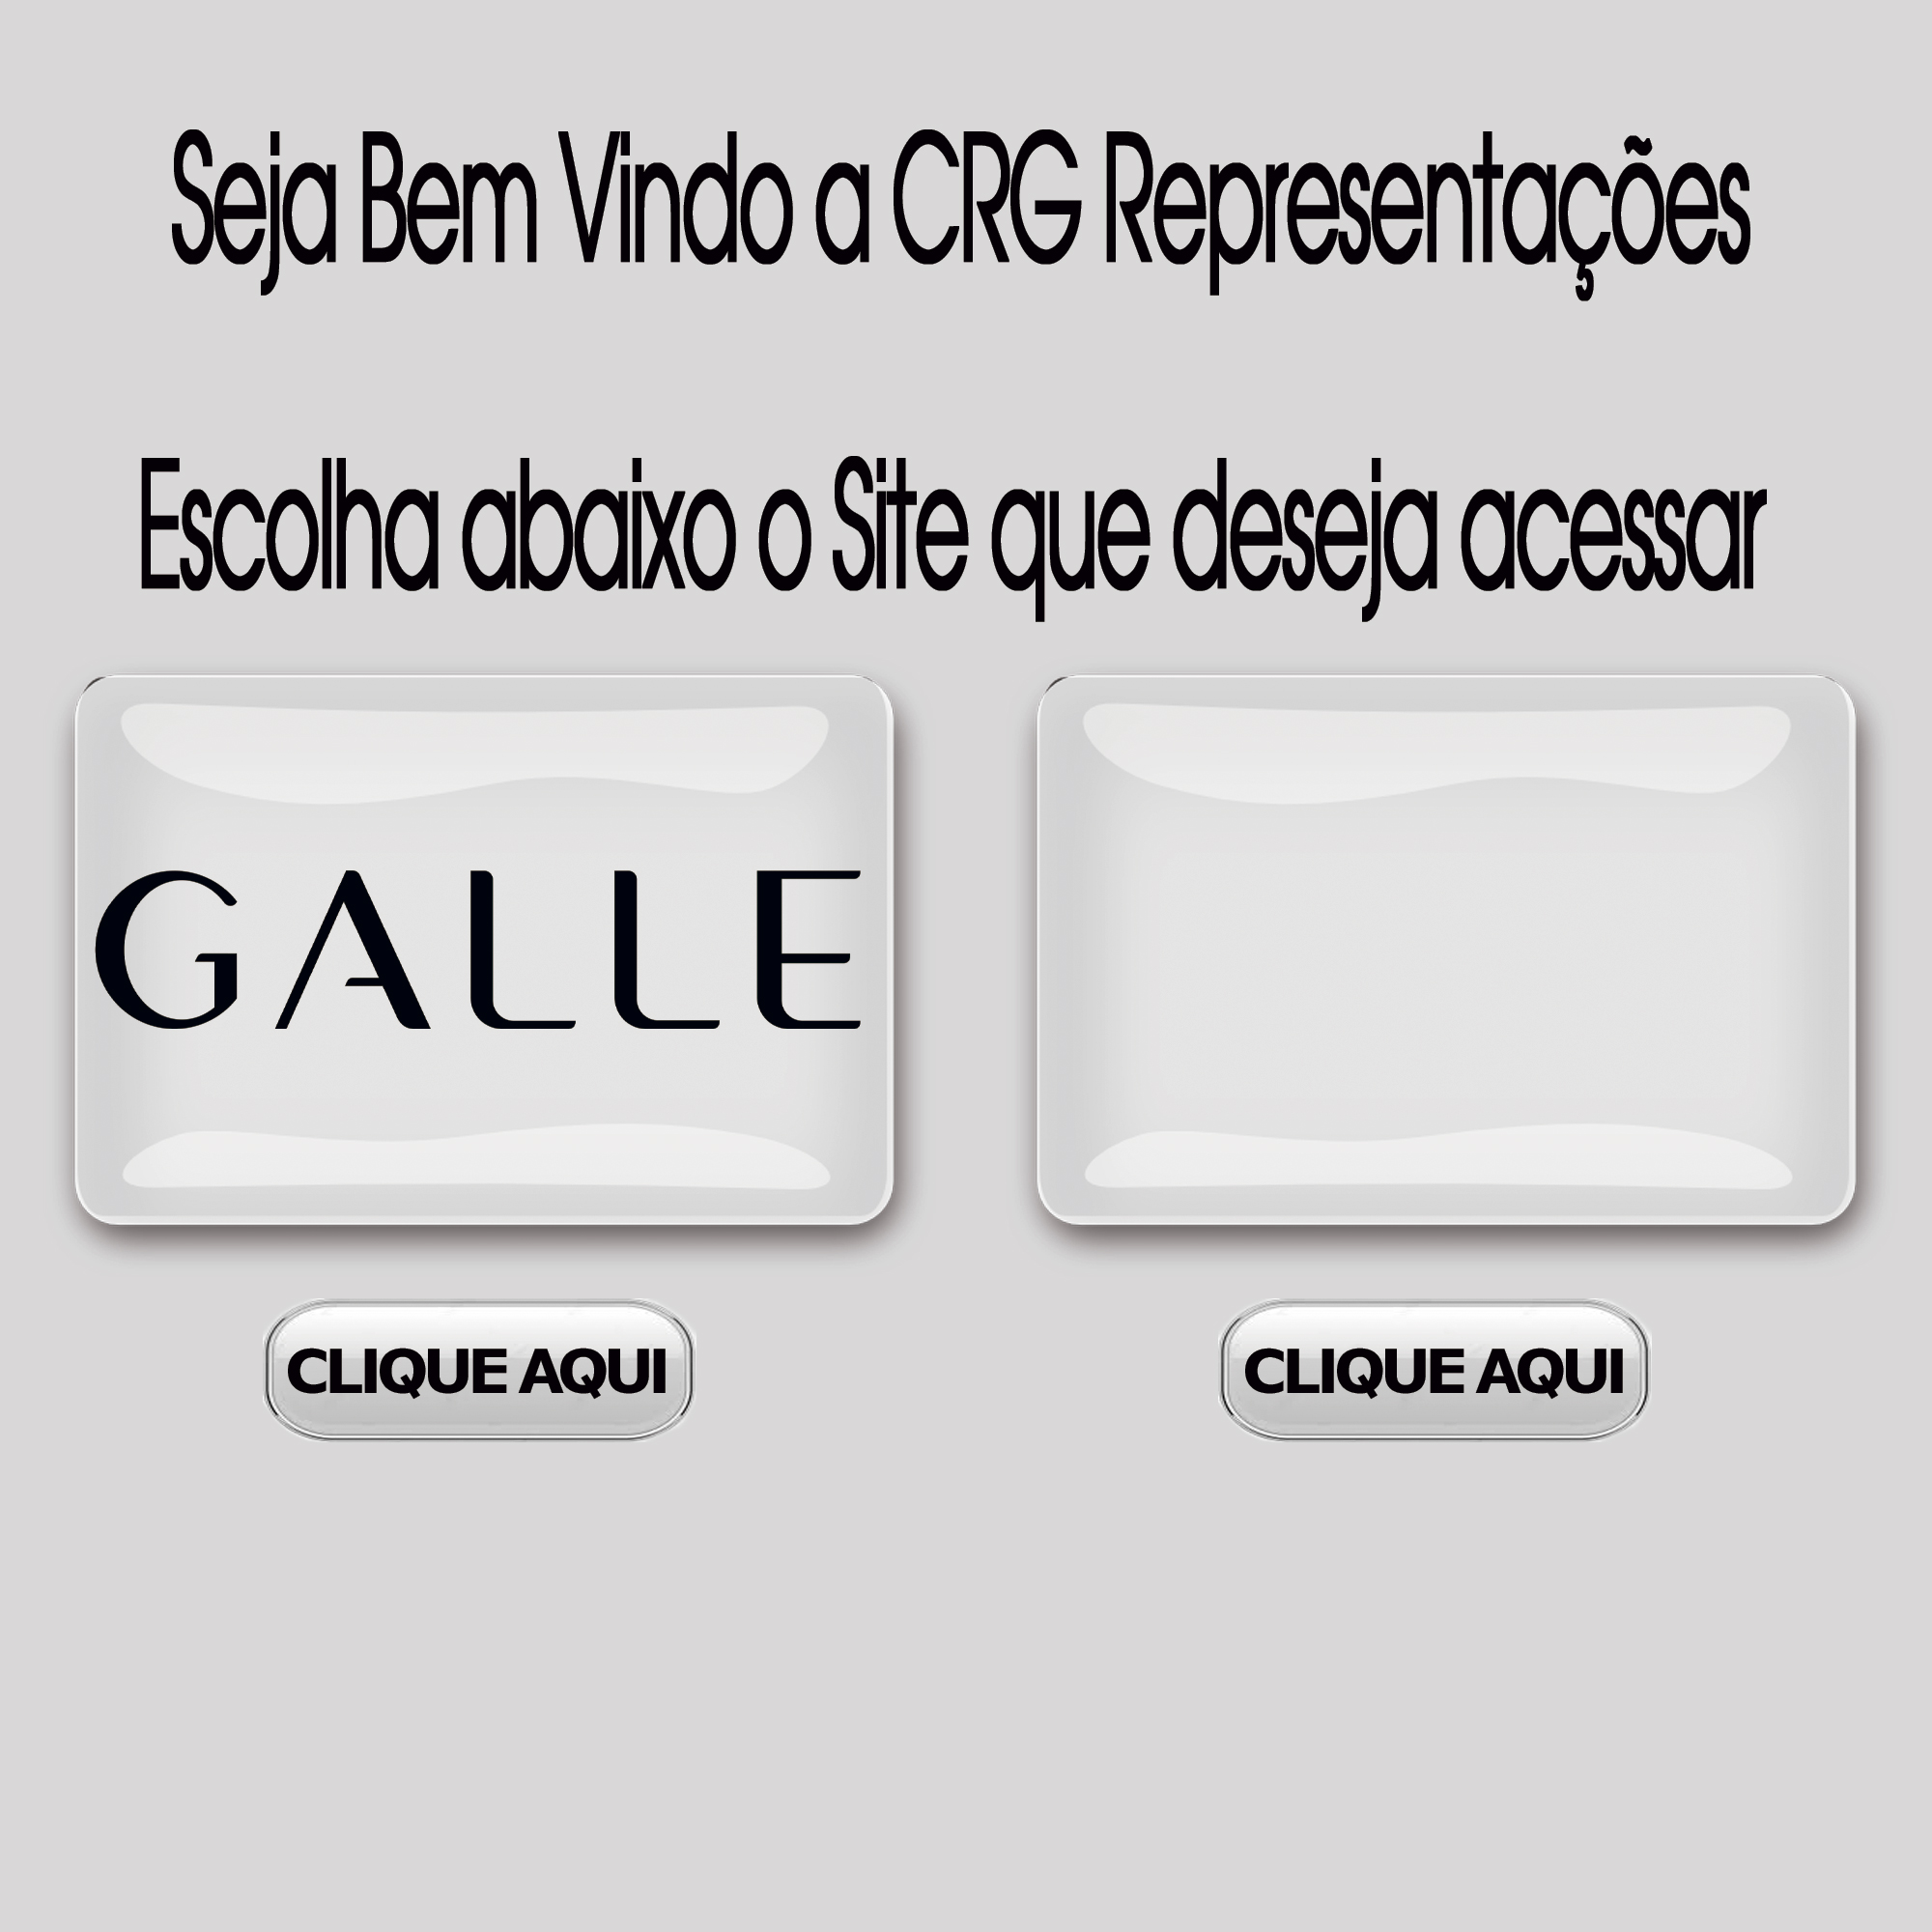 Seja Bem Vindo a CRG Representações
Escolha abaixo o Site que deseja acessar
GALLE
CLIQUE AQUI
CLIQUE AQUI